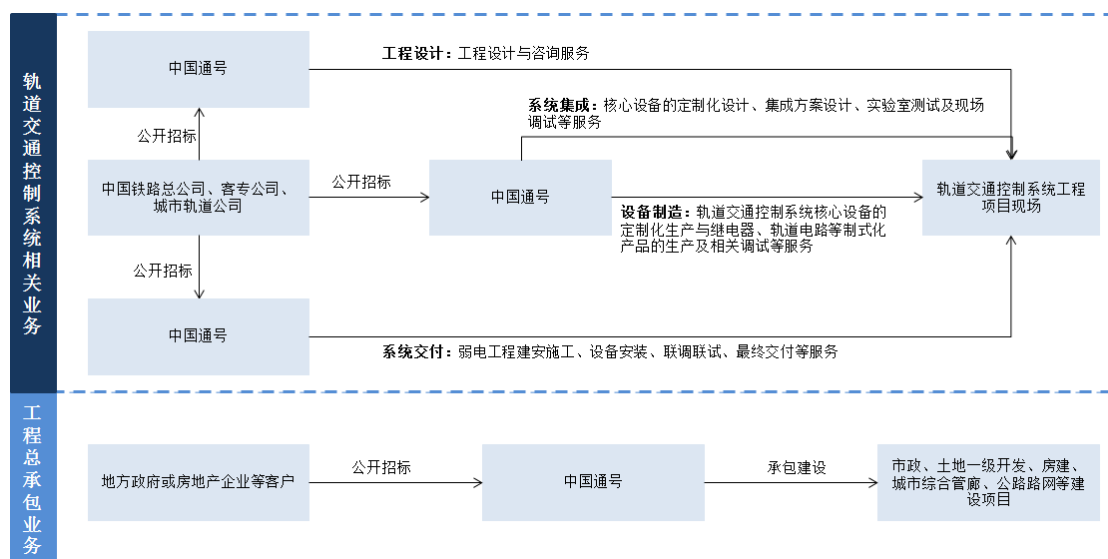 轨道交通控制系统相关业务
中国通号
工程设计：工程设计与咨询服务
公开招标
系统集成：核心设备的定制化设计、集成方案设计、实验室测试及现场
调试等服务
中国铁路总公司、客专公司、
城市轨道公司
公开招标
中国通号
设备制造：轨道交通控制系统核心设备的
定制化生产与继电器、轨道电路等制式化
产品的生产及相关调试等服务
轨道交通控制系统工程
项目现场
公开招标
中国通号
系统交付：弱电工程建安施工、设备安装、联调联试、最终交付等服务
工程总承包业务
地方政府或房地产企业等客户
公开招标
中国通号
承包建设
市政、土地一级开发、房建、
城市综合管廊、公路路网等建
设项目